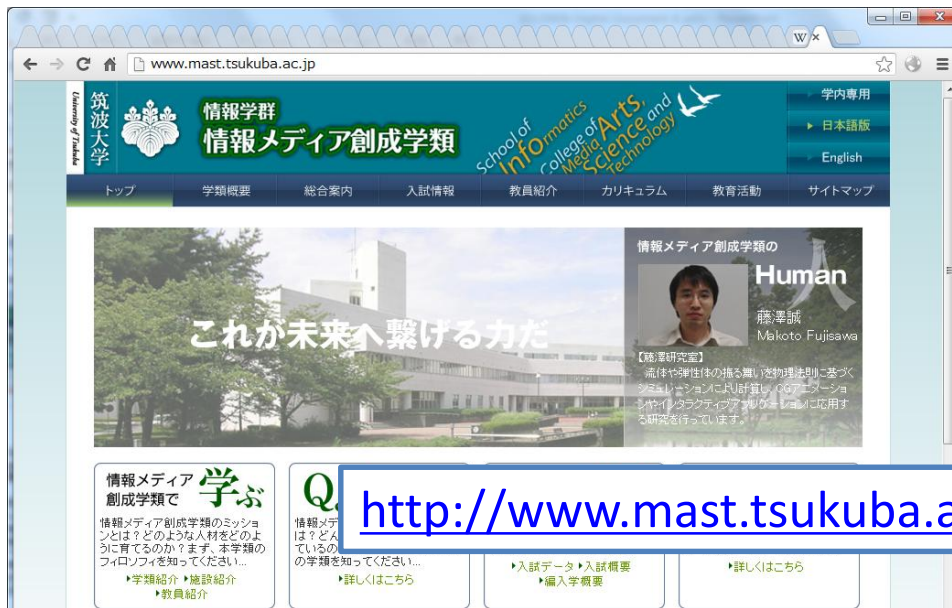 W
www.mast.tsukuba.ac.jp
University of Tsukuba
筑波大学
情報学群
情報メディア創成学類
School of informatics
College of Media Arts, Science and Technology
学内専用
日本語版
English
トップ
学類概要
総合案内
入試情報
教員紹介
カリキュラム
教育活動
サイトマップ
これが未来へ繋げる力だ
情報メディア創成学類の
人
Human
藤澤誠
Makoto Fujisawa
【藤澤研究室】
流体や弾性体の振る舞いを物理法則に基づく
シミュレーションにより計算し、CGアニメーショ
ンやインタラクティブアプリケーションに応用す
る研究を行っています。
情報メディア
創成学類で
学ぶ
情報メディア創成学類のミッショ
ンとは？どのような人材をどのよ
うに育てるのか？まず、本学類の
フィロソフィを知ってください...
学類紹介 施設紹介
教員紹介
Q
情報メデ
は？どん
ているの
の学類を知ってください...
詳しくはこちら
http://www.mast.tsukuba.a
入試データ 入試概要
編入学概要
詳しくはこちら